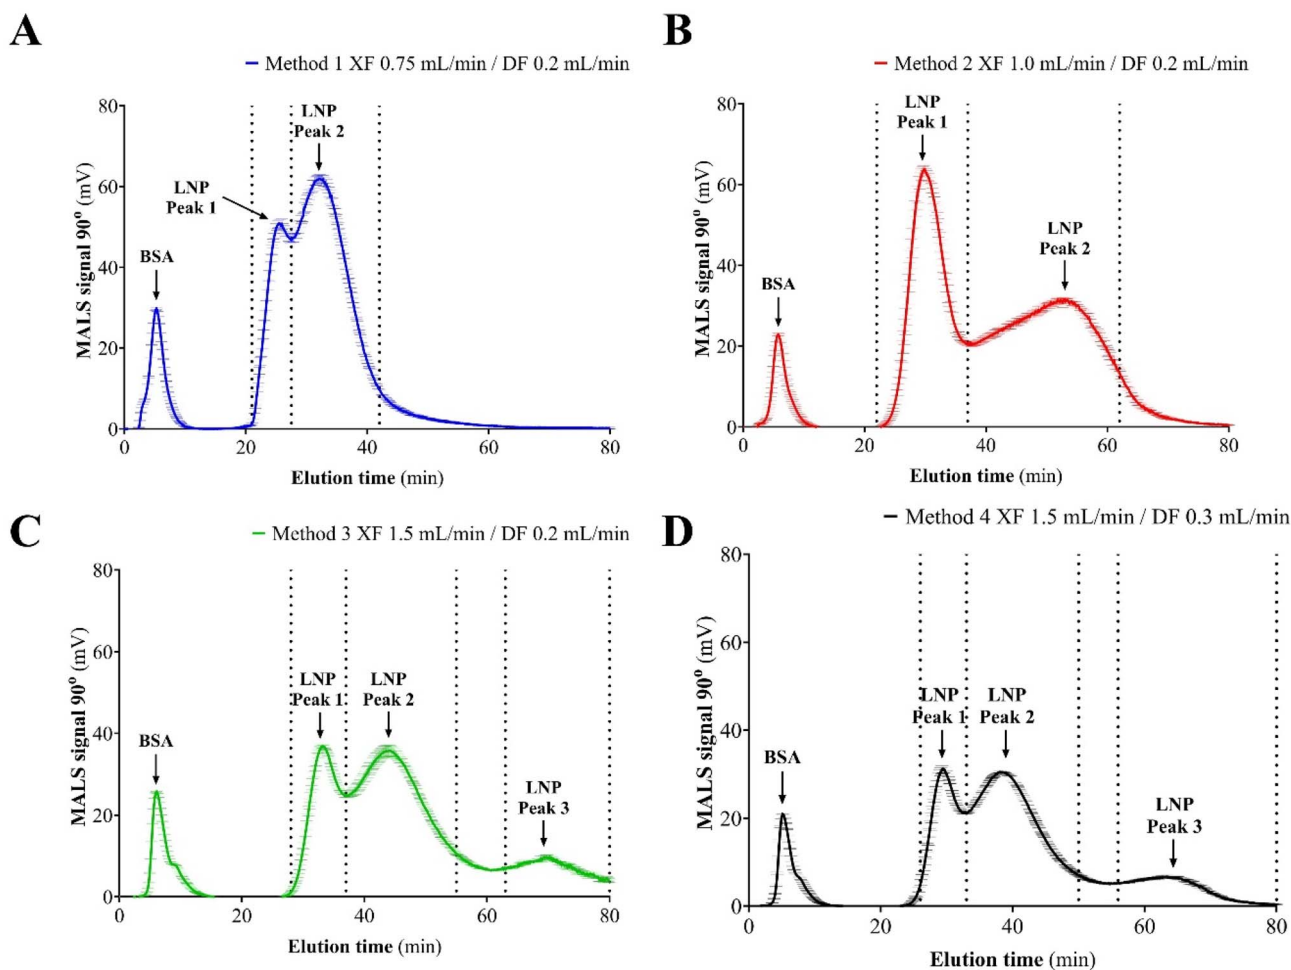 A
Method 1 XF 0.75 mL/min / DF 0.2 mL/min
MALS signal 90° (mV)
80
60
40
20
0
BSA
LNP
Peak 1
LNP
Peak 2
0 20 40 60 80
Elution time (min)
B
Method 2 XF 1.0 mL/min / DF 0.2 mL/min
MALS signal 90° (mV)
80
60
40
20
0
BSA
LNP
Peak 1
LNP
Peak 2
0 20 40 60 80
Elution time (min)
C
Method 3 XF 1.5 mL/min / DF 0.2 mL/min
MALS signal 90° (mV)
80
60
40
20
0
BSA
LNP
Peak 1
LNP
Peak 2
LNP
Peak 3
0 20 40 60 80
Elution time (min)
D
Method 4 XF 1.5 mL/min / DF 0.3 mL/min
MALS signal 90° (mV)
80
60
40
20
0
BSA
LNP
Peak 1
LNP
Peak 2
LNP
Peak 3
0 20 40 60 80
Elution time (min)